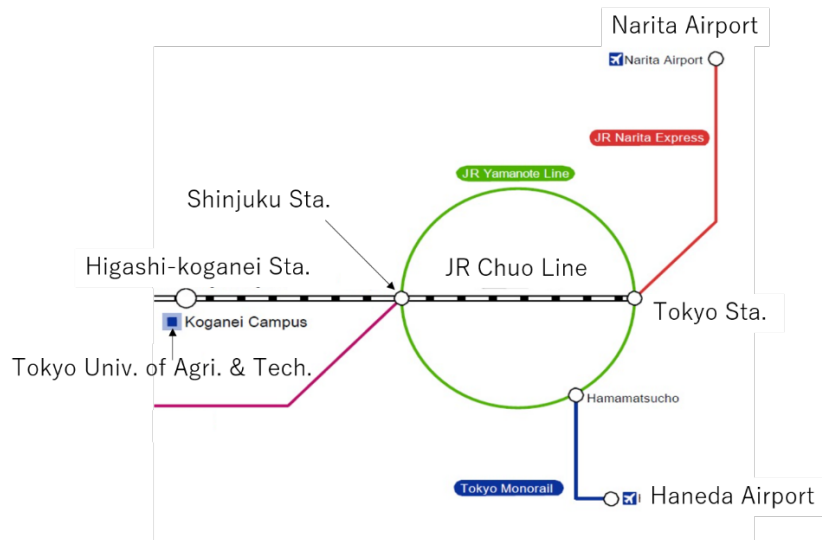 Narita Airport
Narita Airport
JR Narita Express
JR Yamanote Line
Shinjuku Sta.
Higashi-koganei Sta.
JR Chuo Line
Tokyo Sta.
Koganei Campus
Tokyo Univ. of Agri. & Tech.
Hamamatsucho
Tokyo Monorail
Haneda Airport